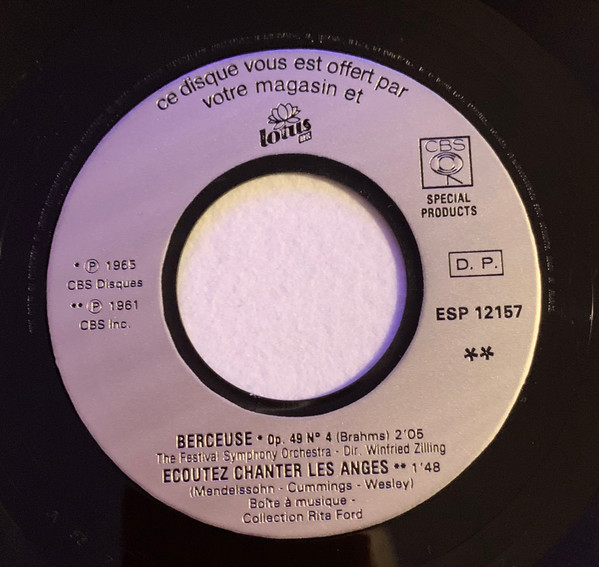 ce disque vous est offert par
votre magasin et
lotus
CBS
SPECIAL
PRODUCTS
* Ⓟ 1965
CBS Disques
** Ⓟ 1961
CBS Inc.
D. P.
ESP 12157
**
BERCEUSE * Op. 49 N° 4 (Brahms) 2'05
The Festival Symphony Orchestra - Dir. Winfried Zilling
ECOUTEZ CHANTER LES ANGES ** 1'48
(Mendelssohn - Cummings - Wesley)
Boîte à musique -
Collection Rita Ford